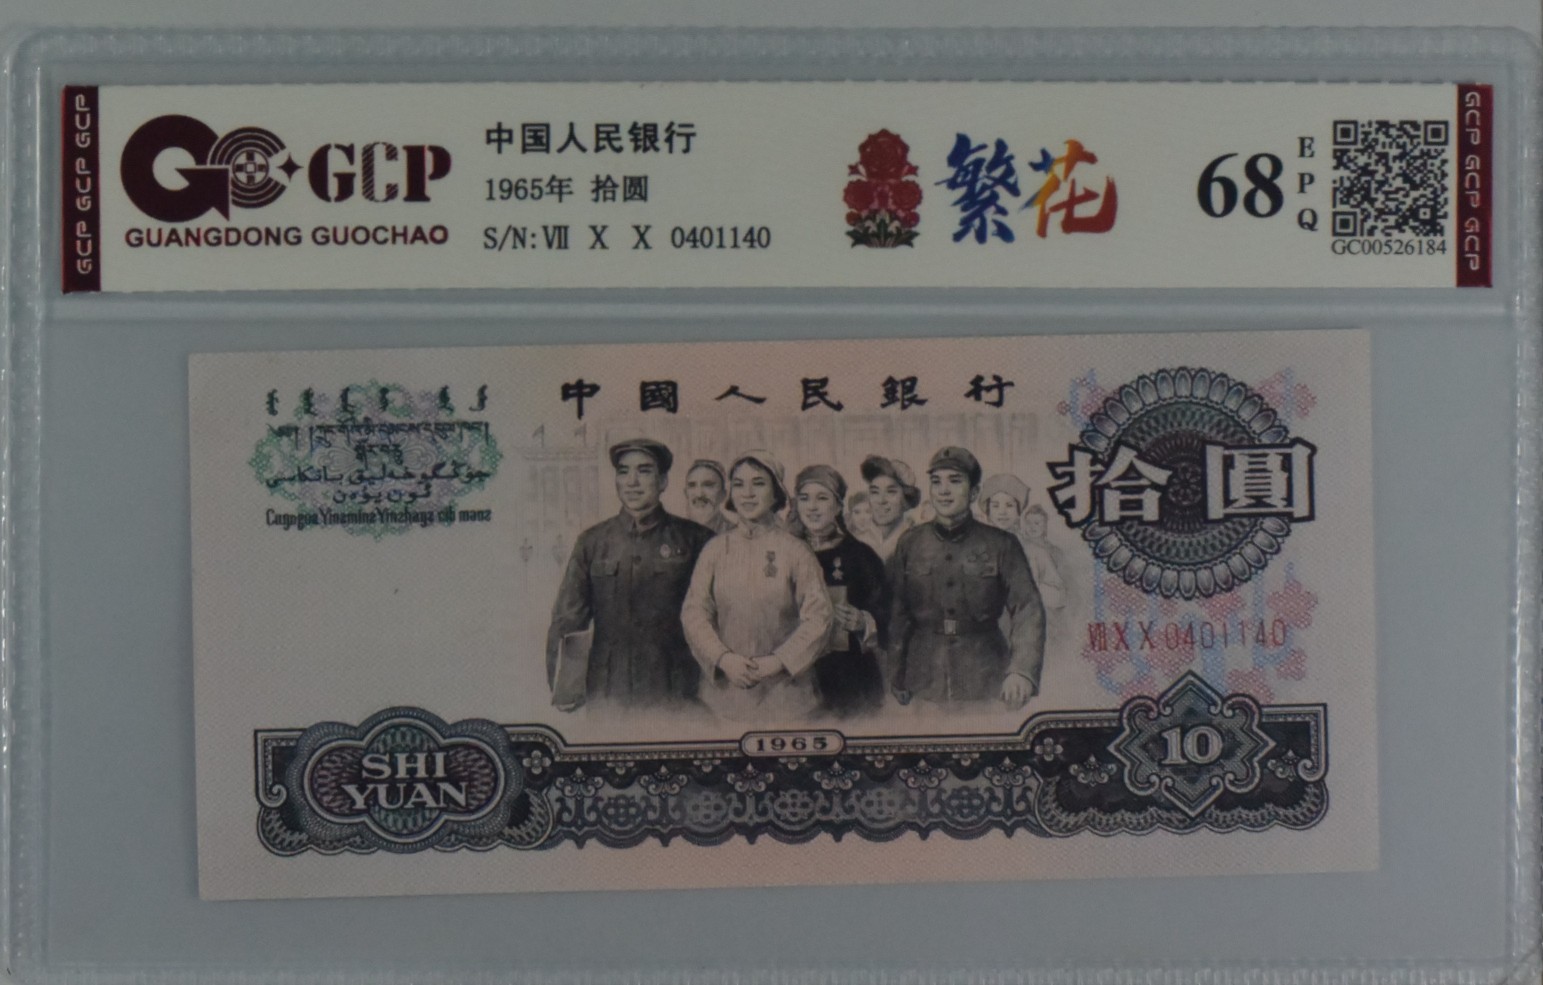 GCP GCP GCP
GCP
GUANGDONG GUOCHAO
中国人民银行
1965年 拾圆
S/N: Ⅶ X X 0401140
繁花
68
EPQ
GC00526184
GCP GCP GCP
中國人民銀行
拾圓
Ⅷ X X 0401140
1965
SHI
YUAN
10